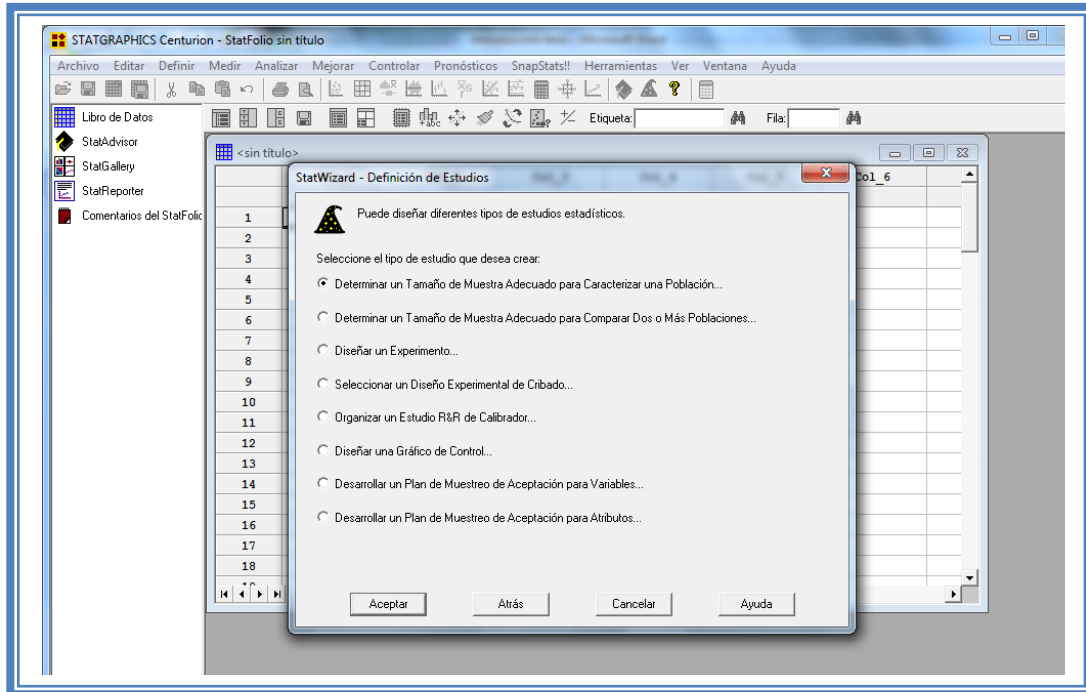 STATGRAPHICS Centurion - StatFolio sin título
Archivo Editar Definir Medir Analizar Mejorar Controlar Pronósticos SnapStats!! Herramientas Ver Ventana Ayuda
Etiqueta: Fila:
Libro de Datos
StatAdvisor
StatGallery
StatReporter
Comentarios del StatFolic
<sin título>
Col_6
1
2
3
4
5
6
7
8
9
10
11
12
13
14
15
16
17
18
StatWizard - Definición de Estudios
Puede diseñar diferentes tipos de estudios estadísticos.
Seleccione el tipo de estudio que desea crear:
Determinar un Tamaño de Muestra Adecuado para Caracterizar una Población...
Determinar un Tamaño de Muestra Adecuado para Comparar Dos o Más Poblaciones...
Diseñar un Experimento...
Seleccionar un Diseño Experimental de Cribado...
Organizar un Estudio R&R de Calibrador...
Diseñar una Gráfico de Control...
Desarrollar un Plan de Muestreo de Aceptación para Variables...
Desarrollar un Plan de Muestreo de Aceptación para Atributos...
Aceptar Atrás Cancelar Ayuda